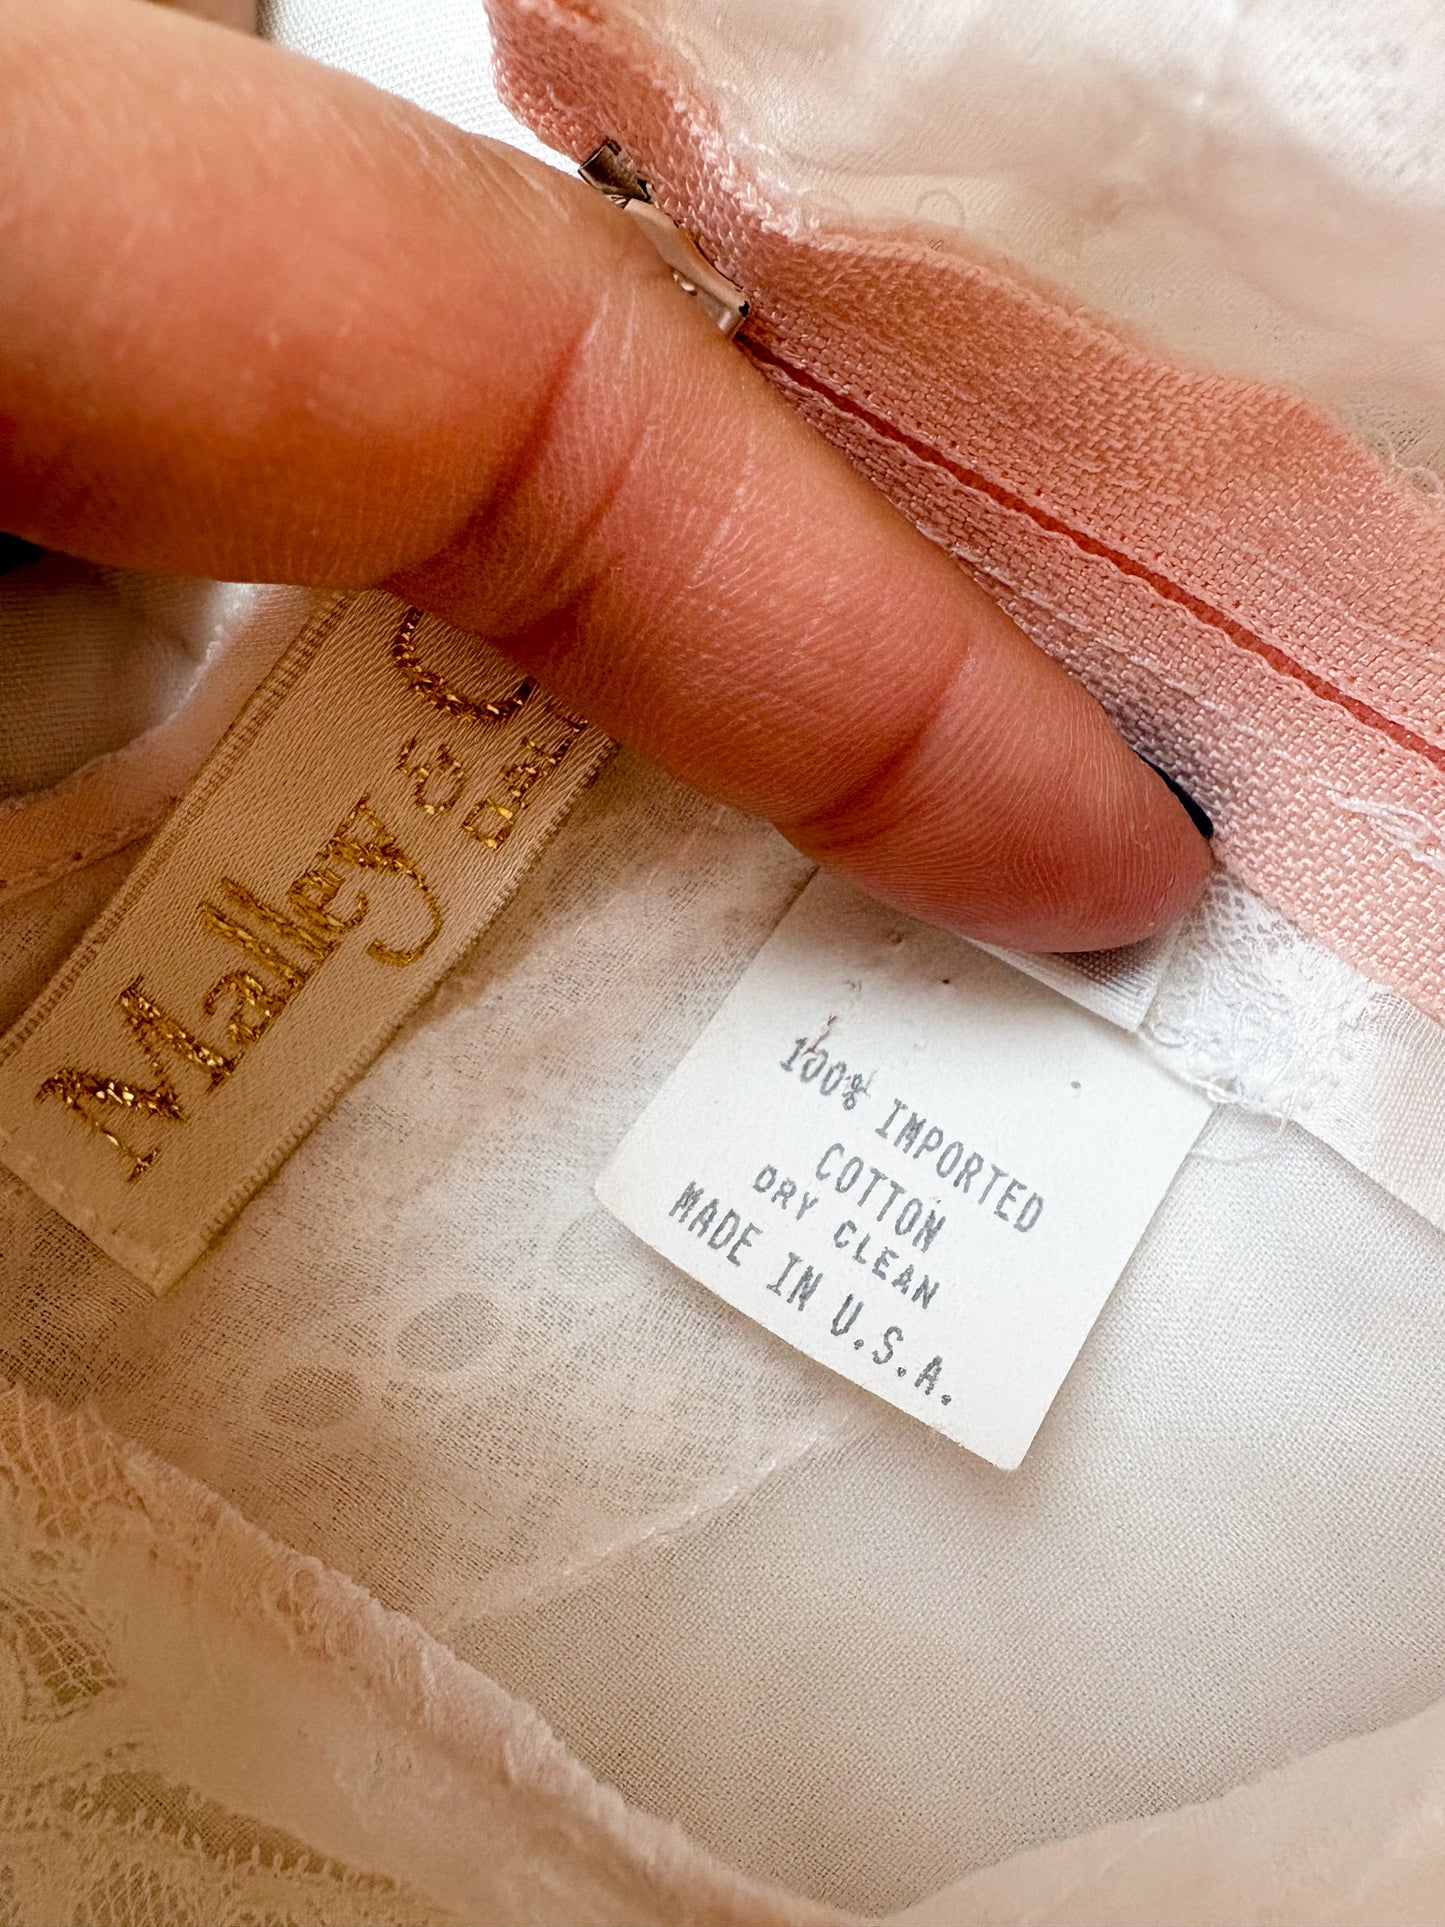 Malley &
100% IMPORTED
COTTON
DRY CLEAN
MADE IN U.S.A.